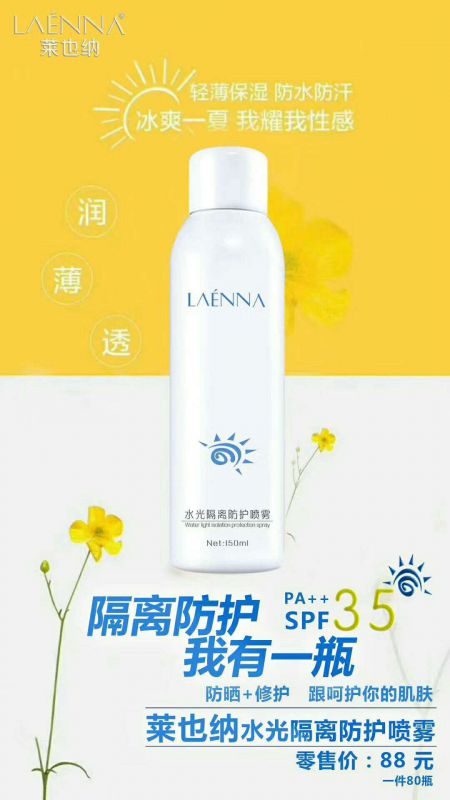 LAÉNNA®
莱也纳
轻薄保湿 防水防汗
冰爽一夏 我耀我性感
润
薄
透
LAÉNNA
水光隔离防护喷雾
Water light isolation protection spray
Net:150ml
隔离防护
我有一瓶
PA++
SPF35
防晒+修护 跟呵护你的肌肤
莱也纳水光隔离防护喷雾
零售价：88 元
一件80瓶